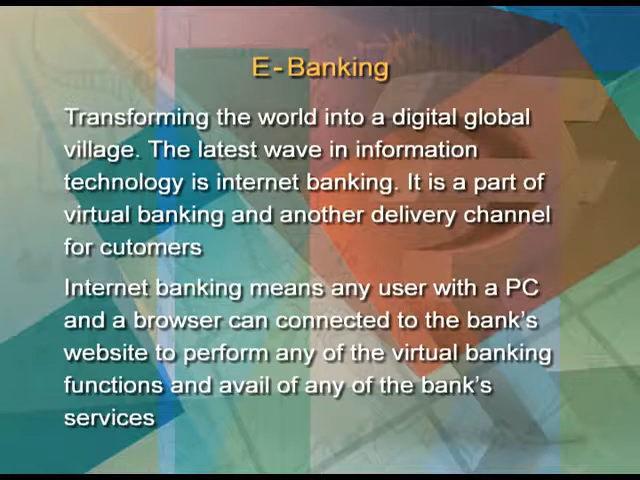 E-Banking
Transforming the world into a digital global
village. The latest wave in information
technology is internet banking. It is a part of
virtual banking and another delivery channel
for cutomers
Internet banking means any user with a PC
and a browser can connected to the bank's
website to perform any of the virtual banking
functions and avail of any of the bank's
services